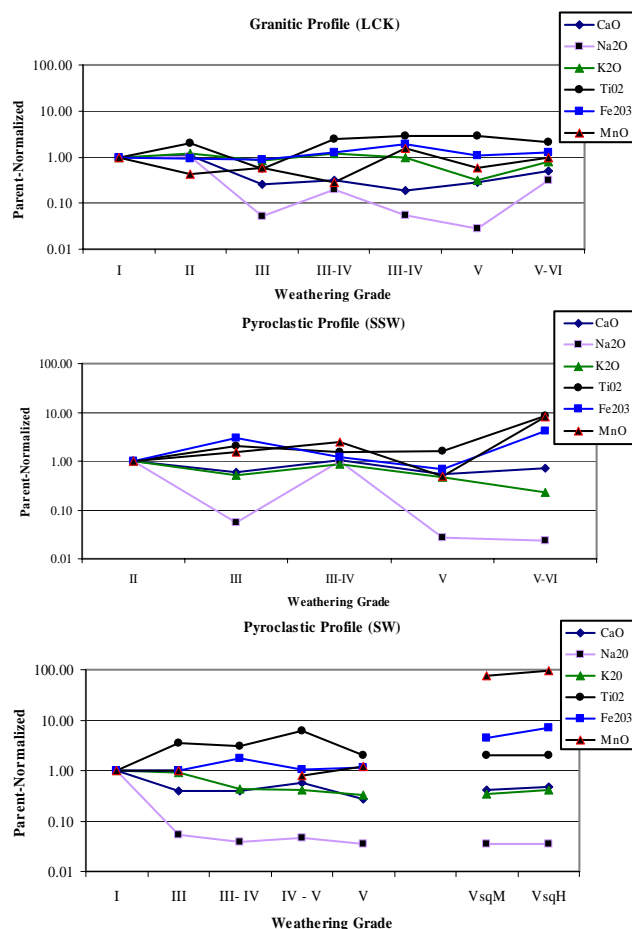 Granitic Profile (LCK)
CaO
Na2O
K2O
Ti02
Fe203
MnO
Parent-Normalized
100.00
10.00
1.00
0.10
0.01
I II III III-IV III-IV V V-VI
Weathering Grade
Pyroclastic Profile (SSW)
CaO
Na2O
K2O
Ti02
Fe203
MnO
Parent-Normalized
100.00
10.00
1.00
0.10
0.01
II III III-IV V V-VI
Weathering Grade
Pyroclastic Profile (SW)
CaO
Na20
K20
Ti02
Fe203
MnO
Parent-Normalized
100.00
10.00
1.00
0.10
0.01
I III III- IV IV - V V VsqM VsqH
Weathering Grade